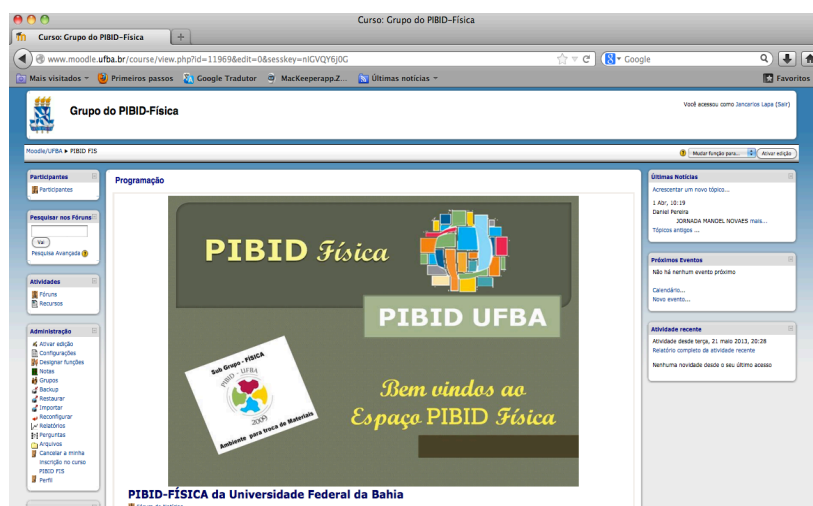 Curso: Grupo do PIBID–Física
Curso: Grupo do PIBID–Física
www.moodle.ufba.br/course/view.php?id=11969&edit=0&sesskey=nIGVQY6J0G
Google
Mais visitados
Primeiros passos
Google Tradutor
MacKeeperapp.2...
Últimas notícias
Favoritos
Grupo do PIBID-Física
Você acessou como Jancarlos Lapa (Sair)
Moodle/UFBA ► PIBID FIS
Mudar função para...
Ativar edição
Participantes
Participantes
Pesquisar nos Fóruns
Vai
Pesquisa Avançada
Atividades
Fóruns
Recursos
Administração
Ativar edição
Configurações
Designar funções
Notas
Grupos
Backup
Restaurar
Importar
Reconfigurar
Relatórios
Perguntas
Arquivos
Cancelar a minha
inscrição no curso
PIBID FIS
Perfil
Programação
PIBID Física
PIBID UFBA
Sub Grupo - FÍSICA
PIBID - UFBA
2009
Ambiente para troca de Materiais
Bem vindos ao
Espaço PIBID Física
PIBID-FÍSICA da Universidade Federal da Bahia
Últimas Notícias
Acrescentar um novo tópico...
1 Abr, 10:19
Daniel Pereira
JORNADA MANOEL NOVAES mais...
Tópicos antigos ...
Próximos Eventos
Não há nenhum evento próximo
Calendário...
Novo evento...
Atividade recente
Atividade desde terça, 21 maio 2013, 20:28
Relatório completo da atividade recente
Nenhuma novidade desde o seu último acesso